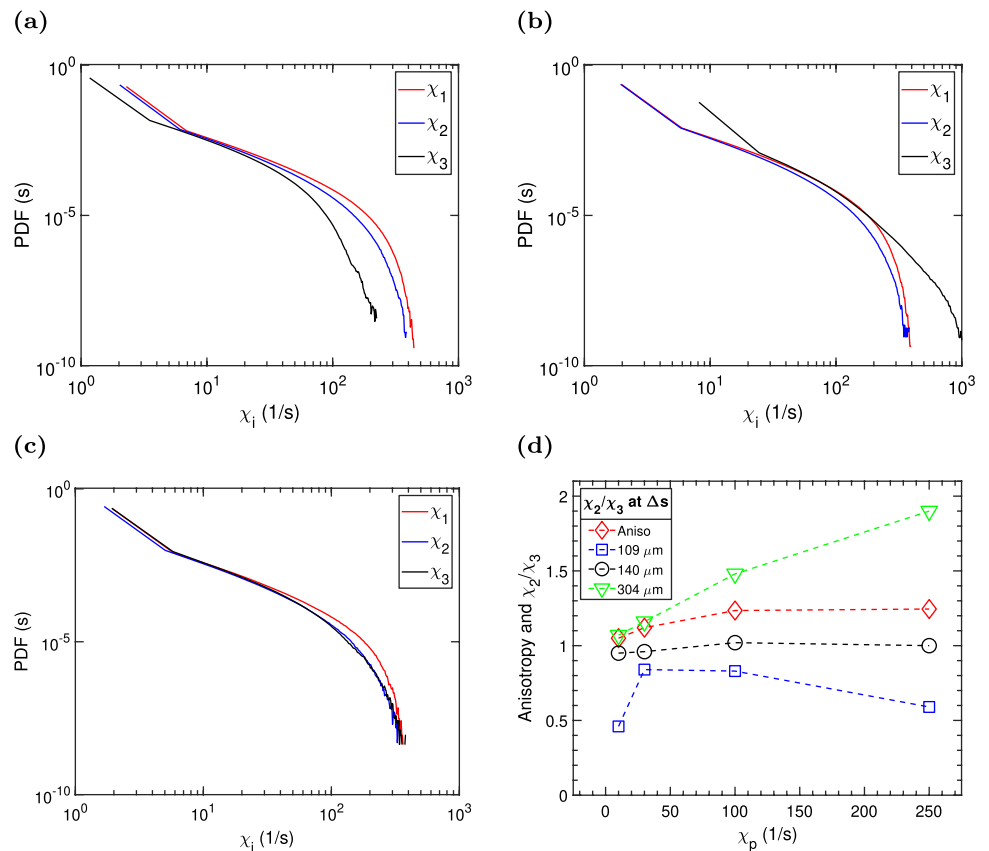 (a)
10^0
10^-5
10^-10
PDF (s)
χ_1
χ_2
χ_3
10^0 10^1 10^2 10^3
χ_i (1/s)
(b)
10^0
10^-5
10^-10
PDF (s)
χ_1
χ_2
χ_3
10^0 10^1 10^2 10^3
χ_i (1/s)
(c)
10^0
10^-5
10^-10
PDF (s)
χ_1
χ_2
χ_3
10^0 10^1 10^2 10^3
χ_i (1/s)
(d)
Anisotropy and χ_2/χ_3
2
1.5
1
0.5
0
χ_2/χ_3 at Δs
Aniso
109 μm
140 μm
304 μm
0 50 100 150 200 250
χ_p (1/s)